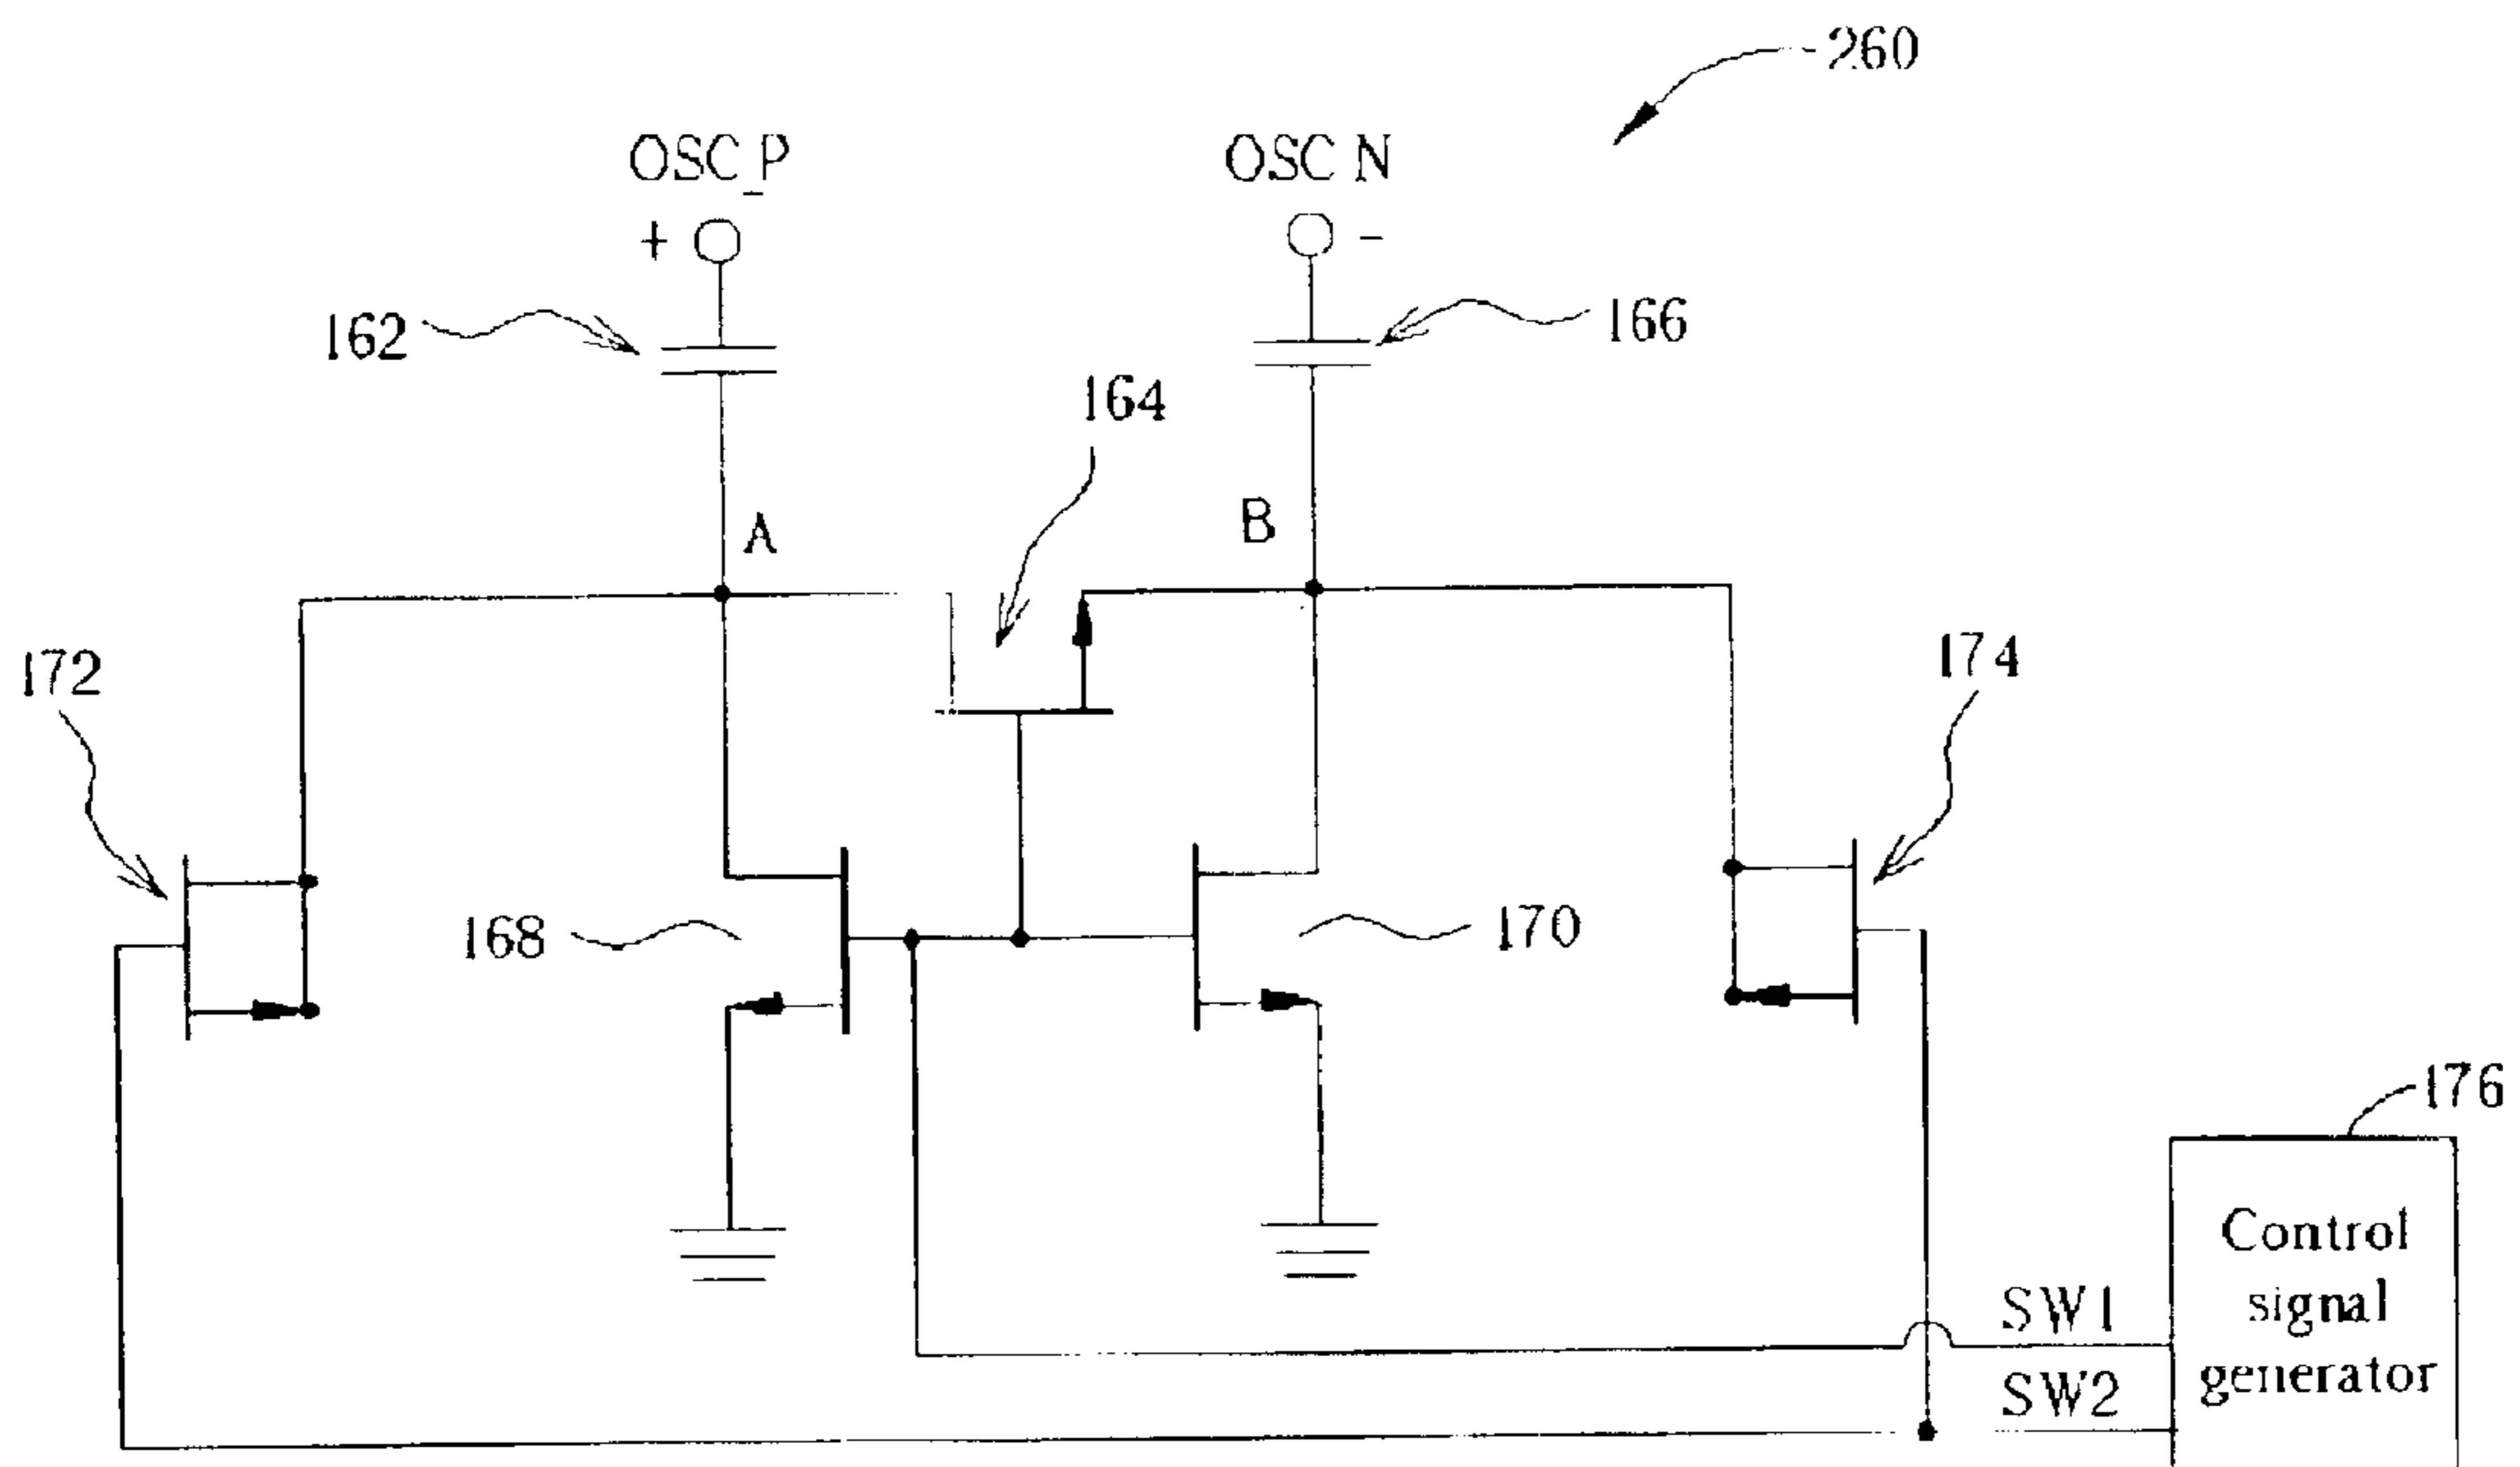 260
OSC_P
OSC N
+
-
162
166
164
A
B
172
174
168
170
176
Control
signal
generator
SW1
SW2